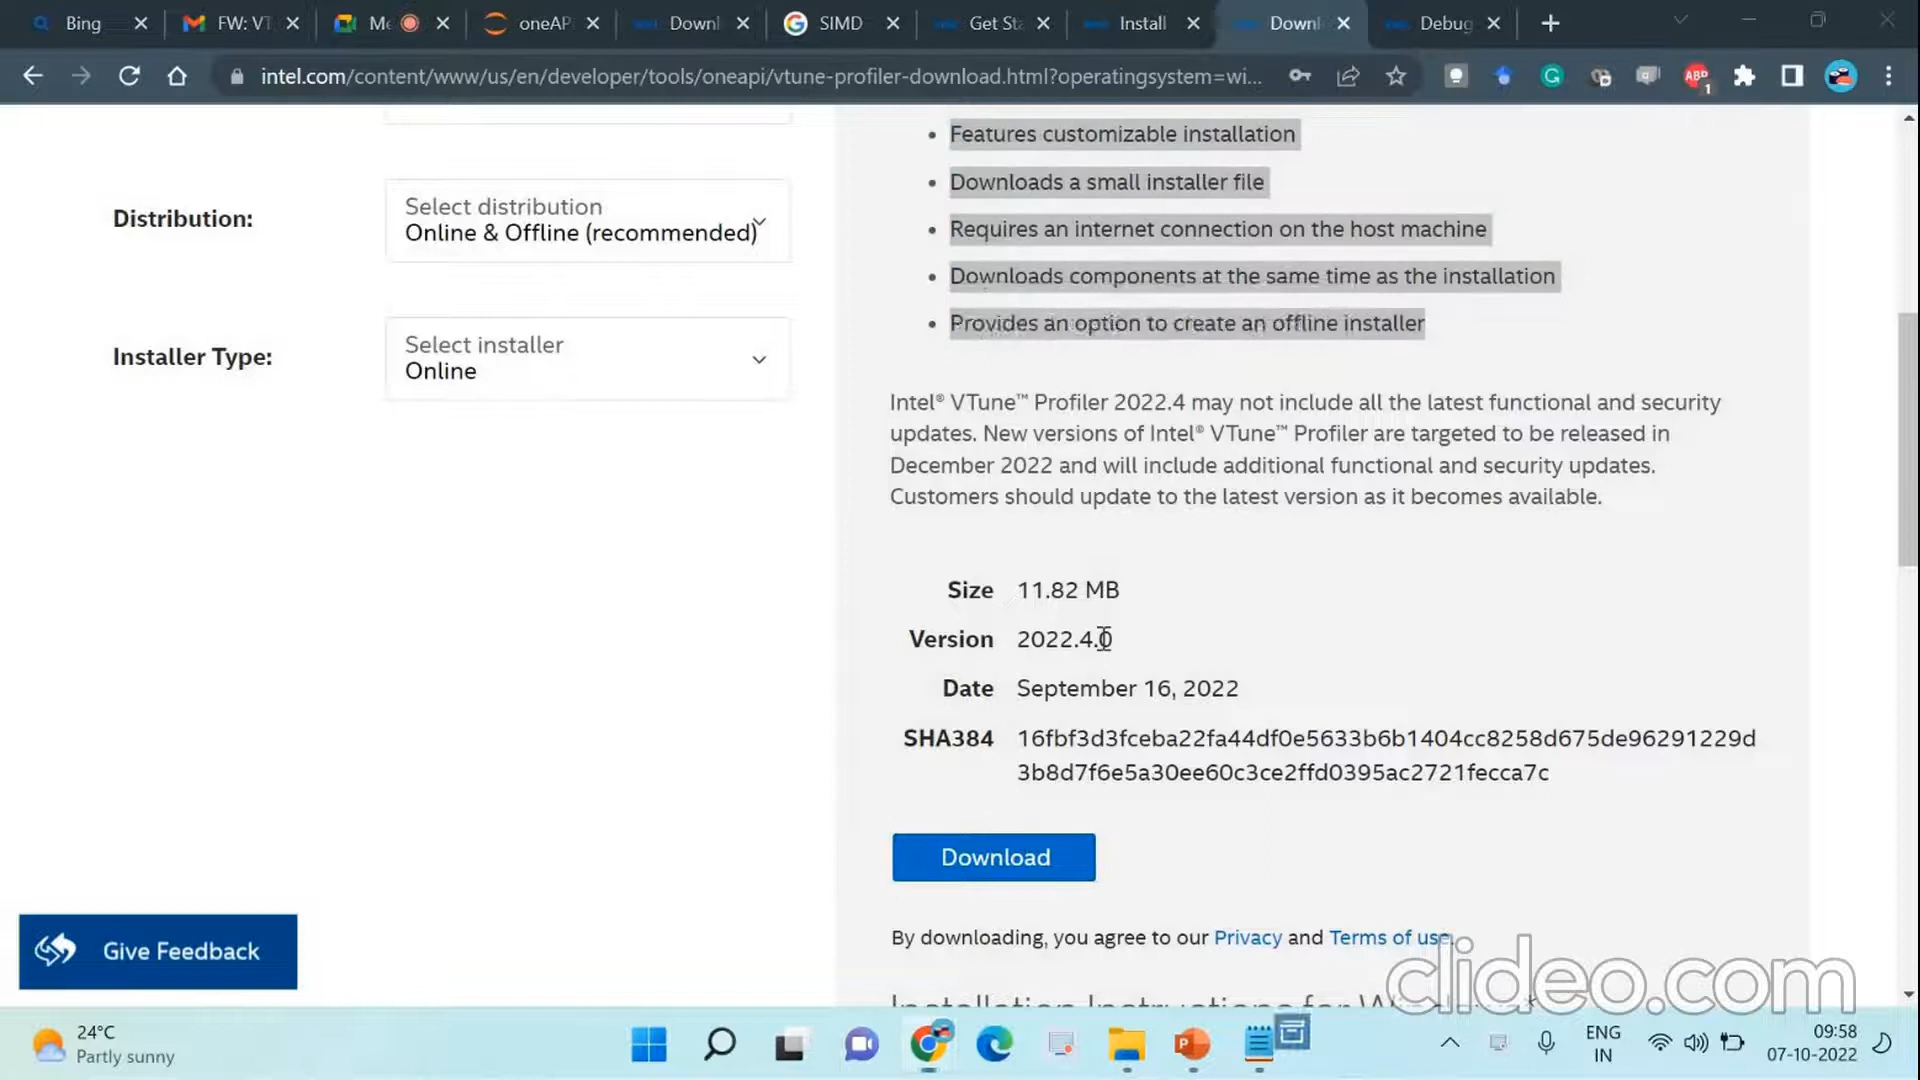 Bing
FW: VT
Me
oneAP
Downl
SIMD
Get Sta
Install
Downl
Debug
intel.com/content/www/us/en/developer/tools/oneapi/vtune-profiler-download.html?operatingsystem=wi...
ABP
1
Features customizable installation
Downloads a small installer file
Requires an internet connection on the host machine
Downloads components at the same time as the installation
Provides an option to create an offline installer
Distribution:
Select distribution
Online & Offline (recommended)
Installer Type:
Select installer
Online
Intel® VTune™ Profiler 2022.4 may not include all the latest functional and security
updates. New versions of Intel® VTune™ Profiler are targeted to be released in
December 2022 and will include additional functional and security updates.
Customers should update to the latest version as it becomes available.
Size 11.82 MB
Version 2022.4.0
Date September 16, 2022
SHA384 16fbf3d3fceba22fa44df0e5633b6b1404cc8258d675de96291229d
3b8d7f6e5a30ee60c3ce2ffd0395ac2721fecca7c
Download
By downloading, you agree to our Privacy and Terms of use.
Give Feedback
clideo.com
Installation Instructions for Windows*
24°C
Partly sunny
ENG
IN
09:58
07-10-2022